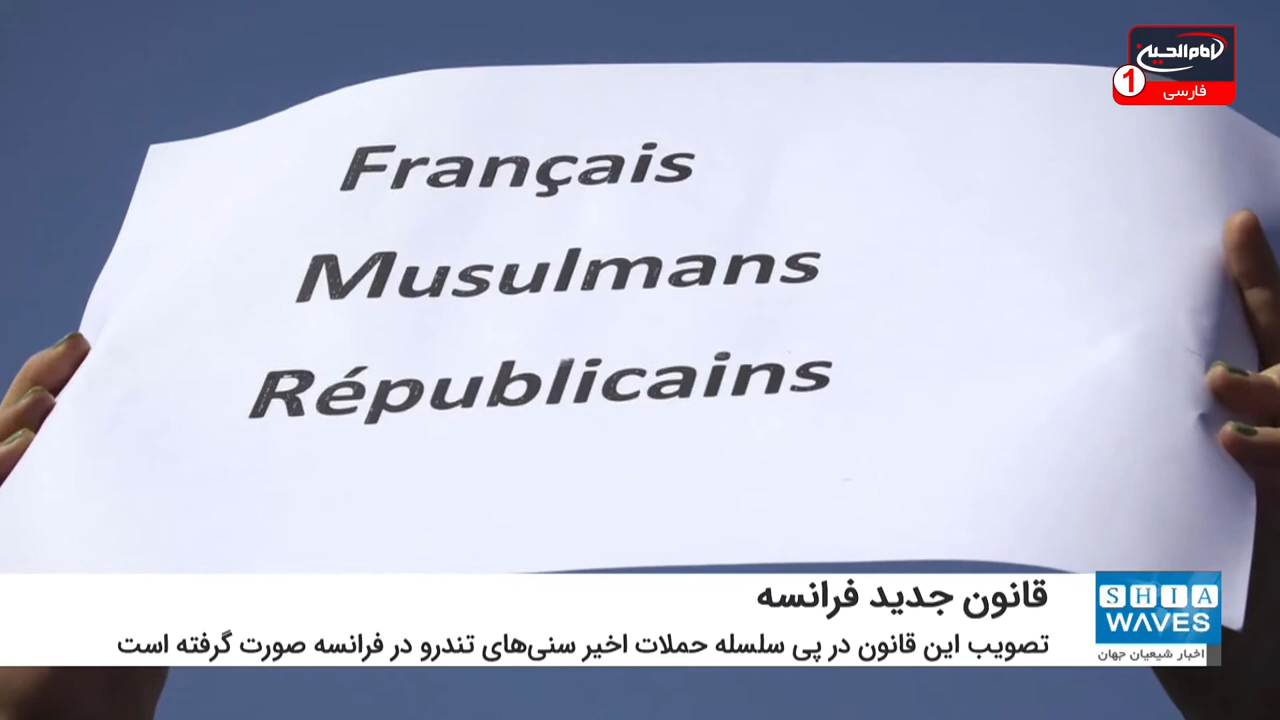 امام الحسین
1
فارسی
Français
Musulmans
Républicains
قانون جدید فرانسه
تصویب این قانون در پی سلسله حملات اخیر سنی‌های تندرو در فرانسه صورت گرفته است
SHIA
WAVES
اخبار شیعیان جهان